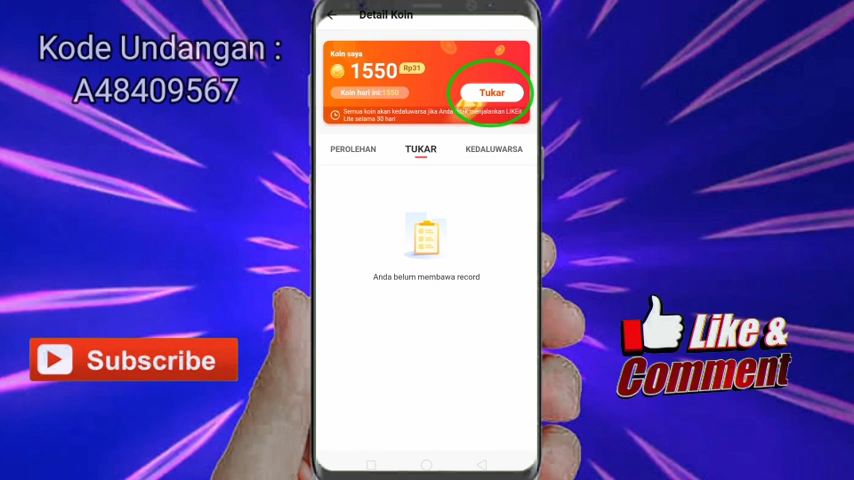 Kode Undangan :
A48409567
Detail Koin
Koin saya
1550 Rp31
Koin hari ini:1550
Tukar
Semua koin akan kedaluwarsa jika Anda tidak menjalankan LIKEit
Lite selama 30 hari
PEROLEHAN TUKAR KEDALUWARSA
Anda belum membawa record
Subscribe
Like &
Comment